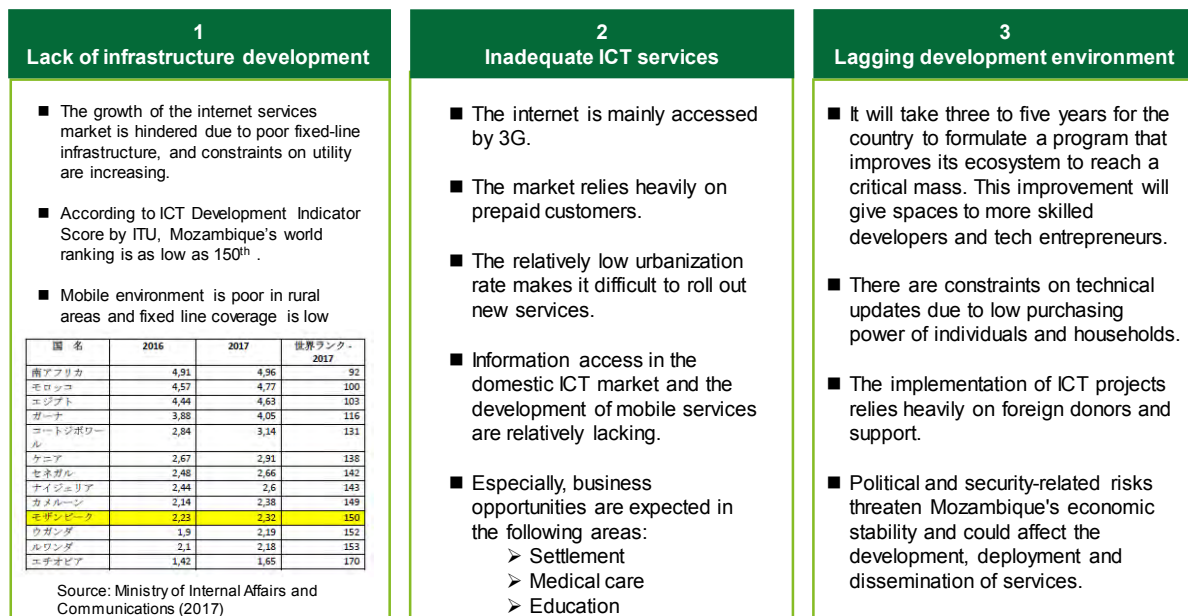 1
Lack of infrastructure development
■ The growth of the internet services
market is hindered due to poor fixed-line
infrastructure, and constraints on utility
are increasing.
■ According to ICT Development Indicator
Score by ITU, Mozambique's world
ranking is as low as 150th .
■ Mobile environment is poor in rural
areas and fixed line coverage is low
国 名 2016 2017 世界ランク -
2017
南アフリカ 4,91 4,96 92
モロッコ 4,57 4,77 100
エジプト 4,44 4,63 103
ガーナ 3,88 4,05 116
コートジボワー
ル 2,84 3,14 131
ケニア 2,67 2,91 138
セネガル 2,48 2,66 142
ナイジェリア 2,44 2,6 143
カメルーン 2,14 2,38 149
モザンビーク 2,23 2,32 150
ウガンダ 1,9 2,19 152
ルワンダ 2,1 2,18 153
エチオピア 1,42 1,65 170
Source: Ministry of Internal Affairs and
Communications (2017)
2
Inadequate ICT services
■ The internet is mainly accessed
by 3G.
■ The market relies heavily on
prepaid customers.
■ The relatively low urbanization
rate makes it difficult to roll out
new services.
■ Information access in the
domestic ICT market and the
development of mobile services
are relatively lacking.
■ Especially, business
opportunities are expected in
the following areas:
➢ Settlement
➢ Medical care
➢ Education
3
Lagging development environment
■ It will take three to five years for the
country to formulate a program that
improves its ecosystem to reach a
critical mass. This improvement will
give spaces to more skilled
developers and tech entrepreneurs.
■ There are constraints on technical
updates due to low purchasing
power of individuals and households.
■ The implementation of ICT projects
relies heavily on foreign donors and
support.
■ Political and security-related risks
threaten Mozambique's economic
stability and could affect the
development, deployment and
dissemination of services.